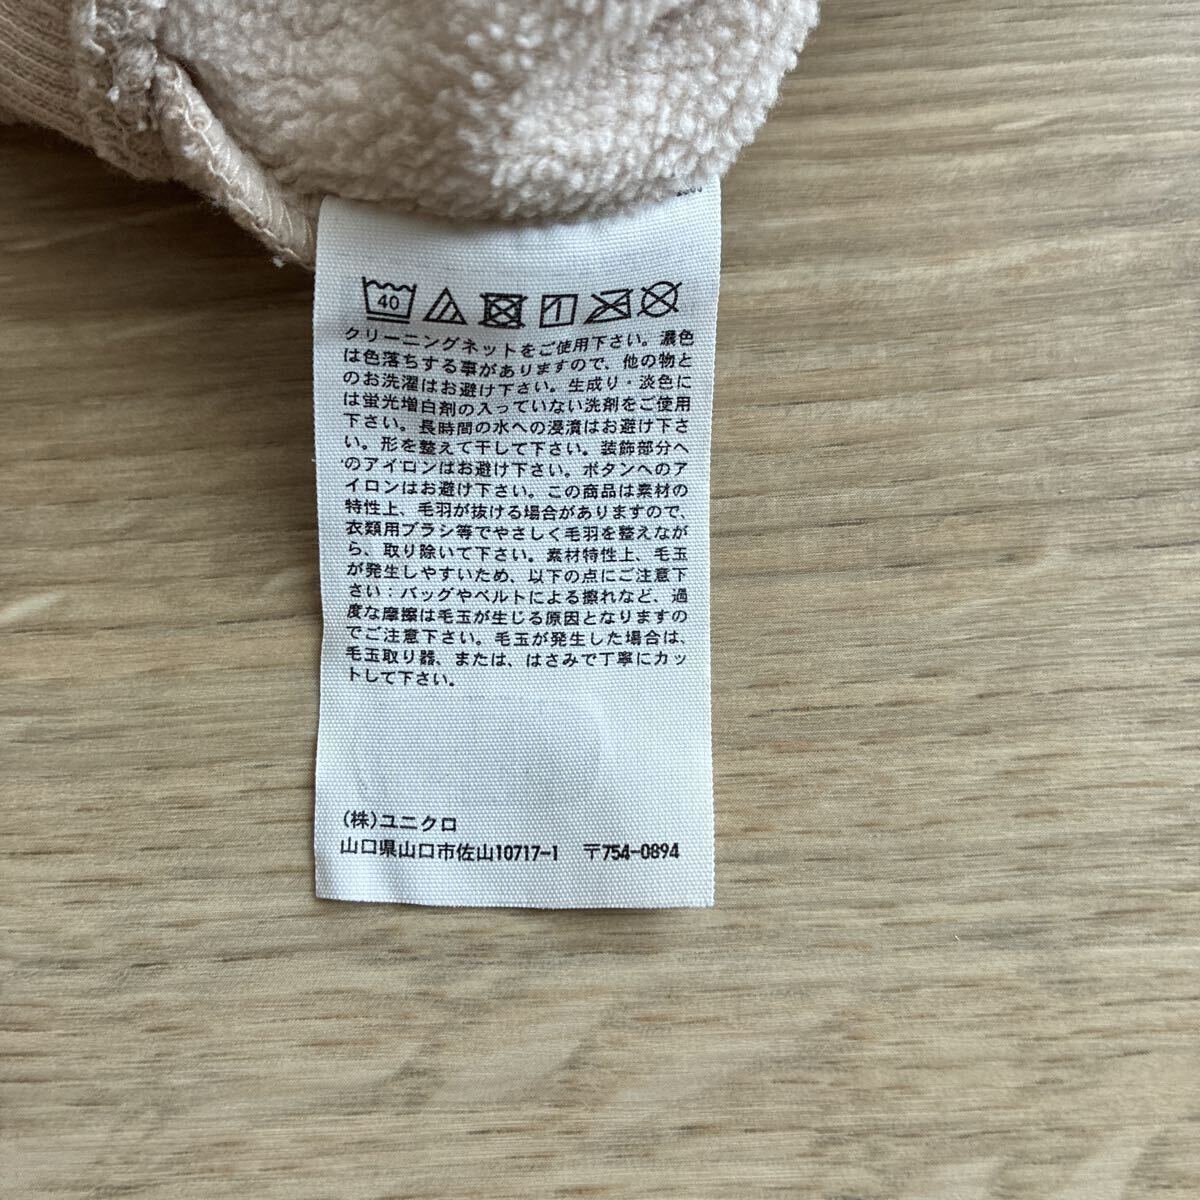 40
クリーニングネットをご使用下さい。濃色
は色落ちする事がありますので、他の物と
のお洗濯はお避け下さい。生成り・淡色に
は蛍光増白剤の入っていない洗剤をご使用
下さい。長時間の水への浸漬はお避け下さ
い。形を整えて干して下さい。装飾部分へ
のアイロンはお避け下さい。ボタンへのア
イロンはお避け下さい。この商品は素材の
特性上、毛羽が抜ける場合がありますので、
衣類用ブラシ等でやさしく毛羽を整えなが
ら、取り除いて下さい。素材特性上、毛玉
が発生しやすいため、以下の点にご注意下
さい：バッグやベルトによる擦れなど、過
度な摩擦は毛玉が生じる原因となりますの
でご注意下さい。毛玉が発生した場合は、
毛玉取り器、または、はさみで丁寧にカッ
トして下さい。
(株)ユニクロ
山口県山口市佐山10717-1 〒754-0894